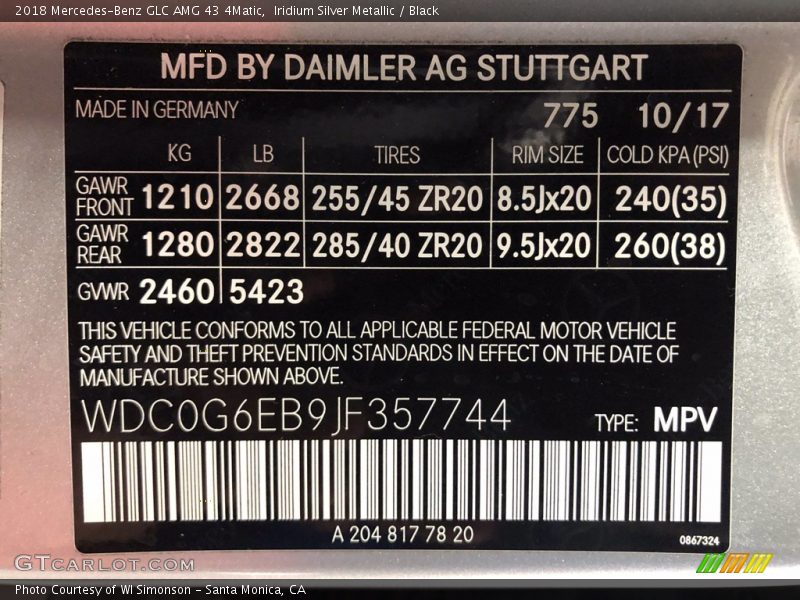 2018 Mercedes-Benz GLC AMG 43 4Matic, Iridium Silver Metallic / Black
MFD BY DAIMLER AG STUTTGART
MADE IN GERMANY 775 10/17
KG LB TIRES RIM SIZE COLD KPA (PSI)
GAWR FRONT 1210 2668 255/45 ZR20 8.5Jx20 240(35)
GAWR REAR 1280 2822 285/40 ZR20 9.5Jx20 260(38)
GVWR 2460 5423
THIS VEHICLE CONFORMS TO ALL APPLICABLE FEDERAL MOTOR VEHICLE
SAFETY AND THEFT PREVENTION STANDARDS IN EFFECT ON THE DATE OF
MANUFACTURE SHOWN ABOVE.
WDC0G6EB9JF357744 TYPE: MPV
A 204 817 78 20
0867324
GTCARLOT.COM
Photo Courtesy of WI Simonson - Santa Monica, CA